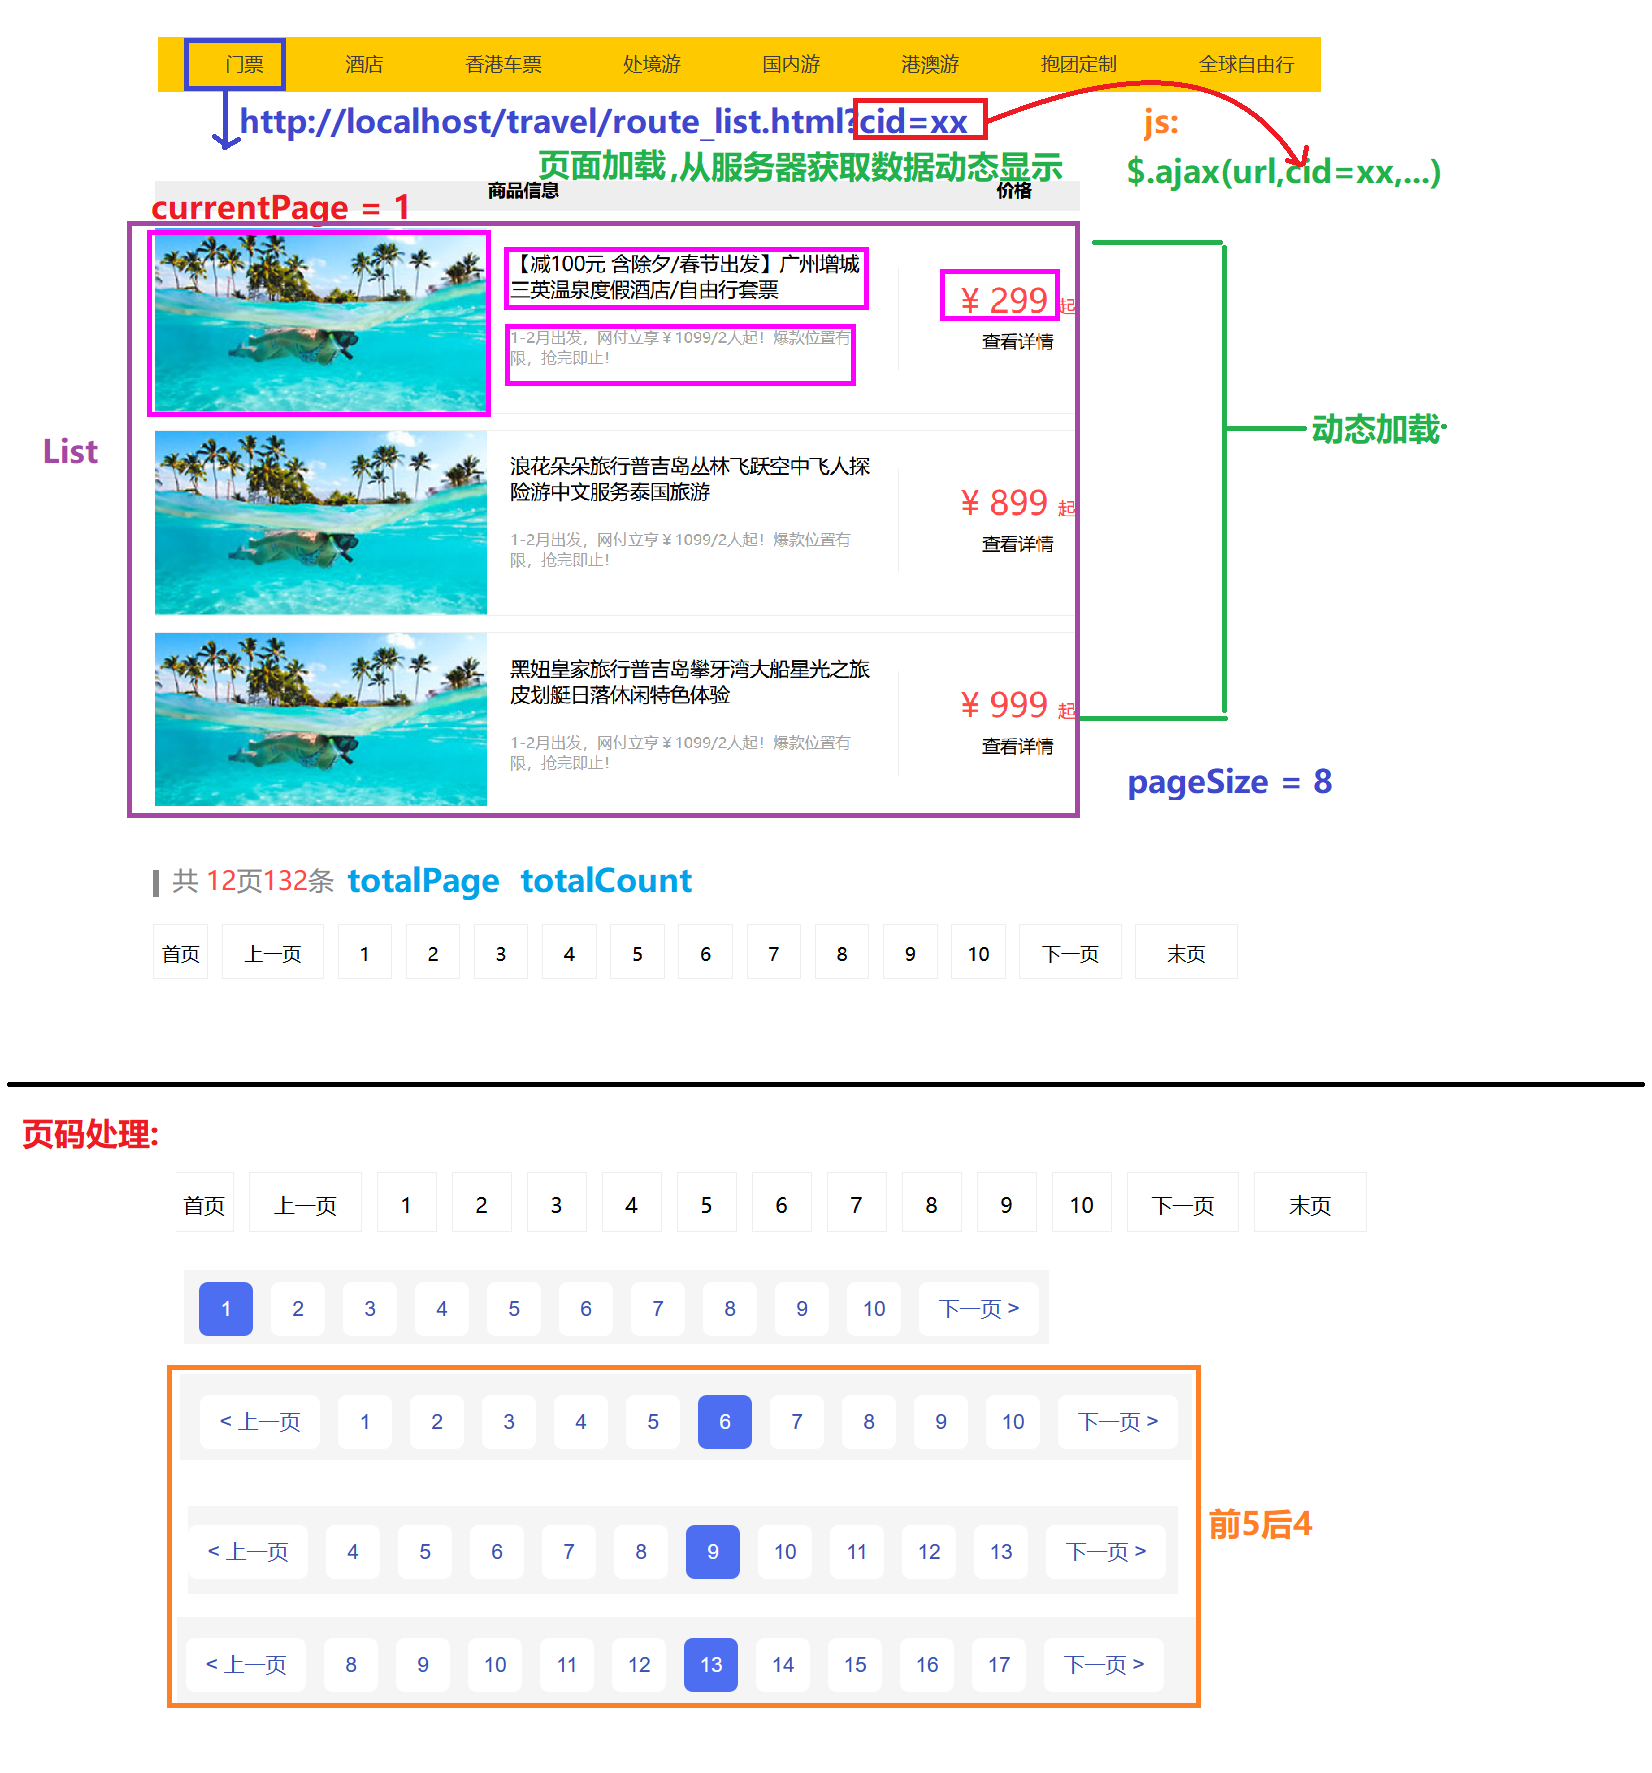 门票 酒店 香港车票 处境游 国内游 港澳游 抱团定制 全球自由行
http://localhost/travel/route_list.html?cid=xx
js:
页面加载,从服务器获取数据动态显示
$.ajax(url,cid=xx,...)
商品信息 价格
currentPage = 1
【减100元 含除夕/春节出发】广州增城
三英温泉度假酒店/自由行套票
¥ 299 起
1-2月出发，网付立享￥1099/2人起！爆款位置有
限，抢完即止！
查看详情
动态加载
List
浪花朵朵旅行普吉岛丛林飞跃空中飞人探
险游中文服务泰国旅游
¥ 899 起
1-2月出发，网付立享￥1099/2人起！爆款位置有
限，抢完即止！
查看详情
黑妞皇家旅行普吉岛攀牙湾大船星光之旅
皮划艇日落休闲特色体验
¥ 999 起
1-2月出发，网付立享￥1099/2人起！爆款位置有
限，抢完即止！
查看详情
pageSize = 8
共 12页132条 totalPage totalCount
首页 上一页 1 2 3 4 5 6 7 8 9 10 下一页 末页
页码处理:
首页 上一页 1 2 3 4 5 6 7 8 9 10 下一页 末页
1 2 3 4 5 6 7 8 9 10 下一页 >
< 上一页 1 2 3 4 5 6 7 8 9 10 下一页 >
前5后4
< 上一页 4 5 6 7 8 9 10 11 12 13 下一页 >
< 上一页 8 9 10 11 12 13 14 15 16 17 下一页 >